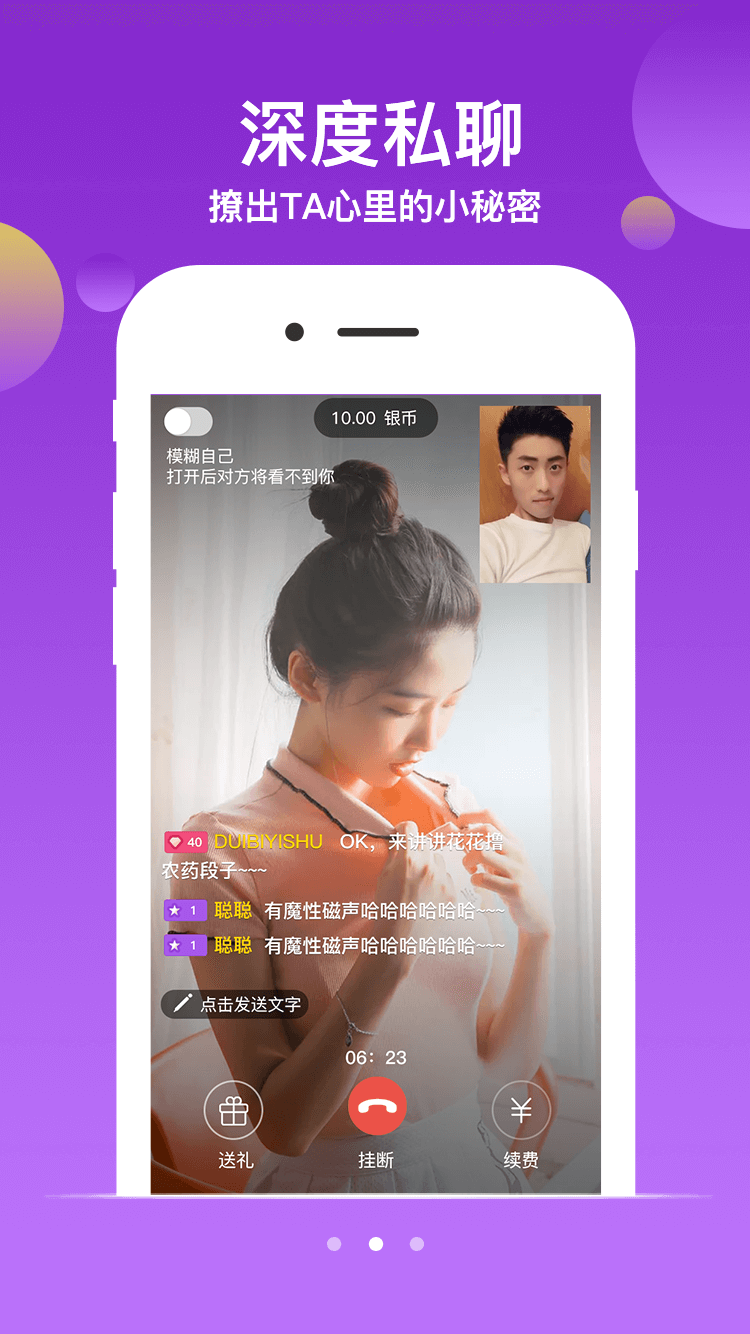 深度私聊
撩出TA心里的小秘密
10.00 银币
模糊自己
打开后对方将看不到你
40 DUIBIYISHU OK，来讲讲花花撸
农药段子~~~
1 聪聪 有魔性磁声哈哈哈哈哈哈~~~
1 聪聪 有魔性磁声哈哈哈哈哈哈~~~
点击发送文字
06：23
送礼 挂断 续费